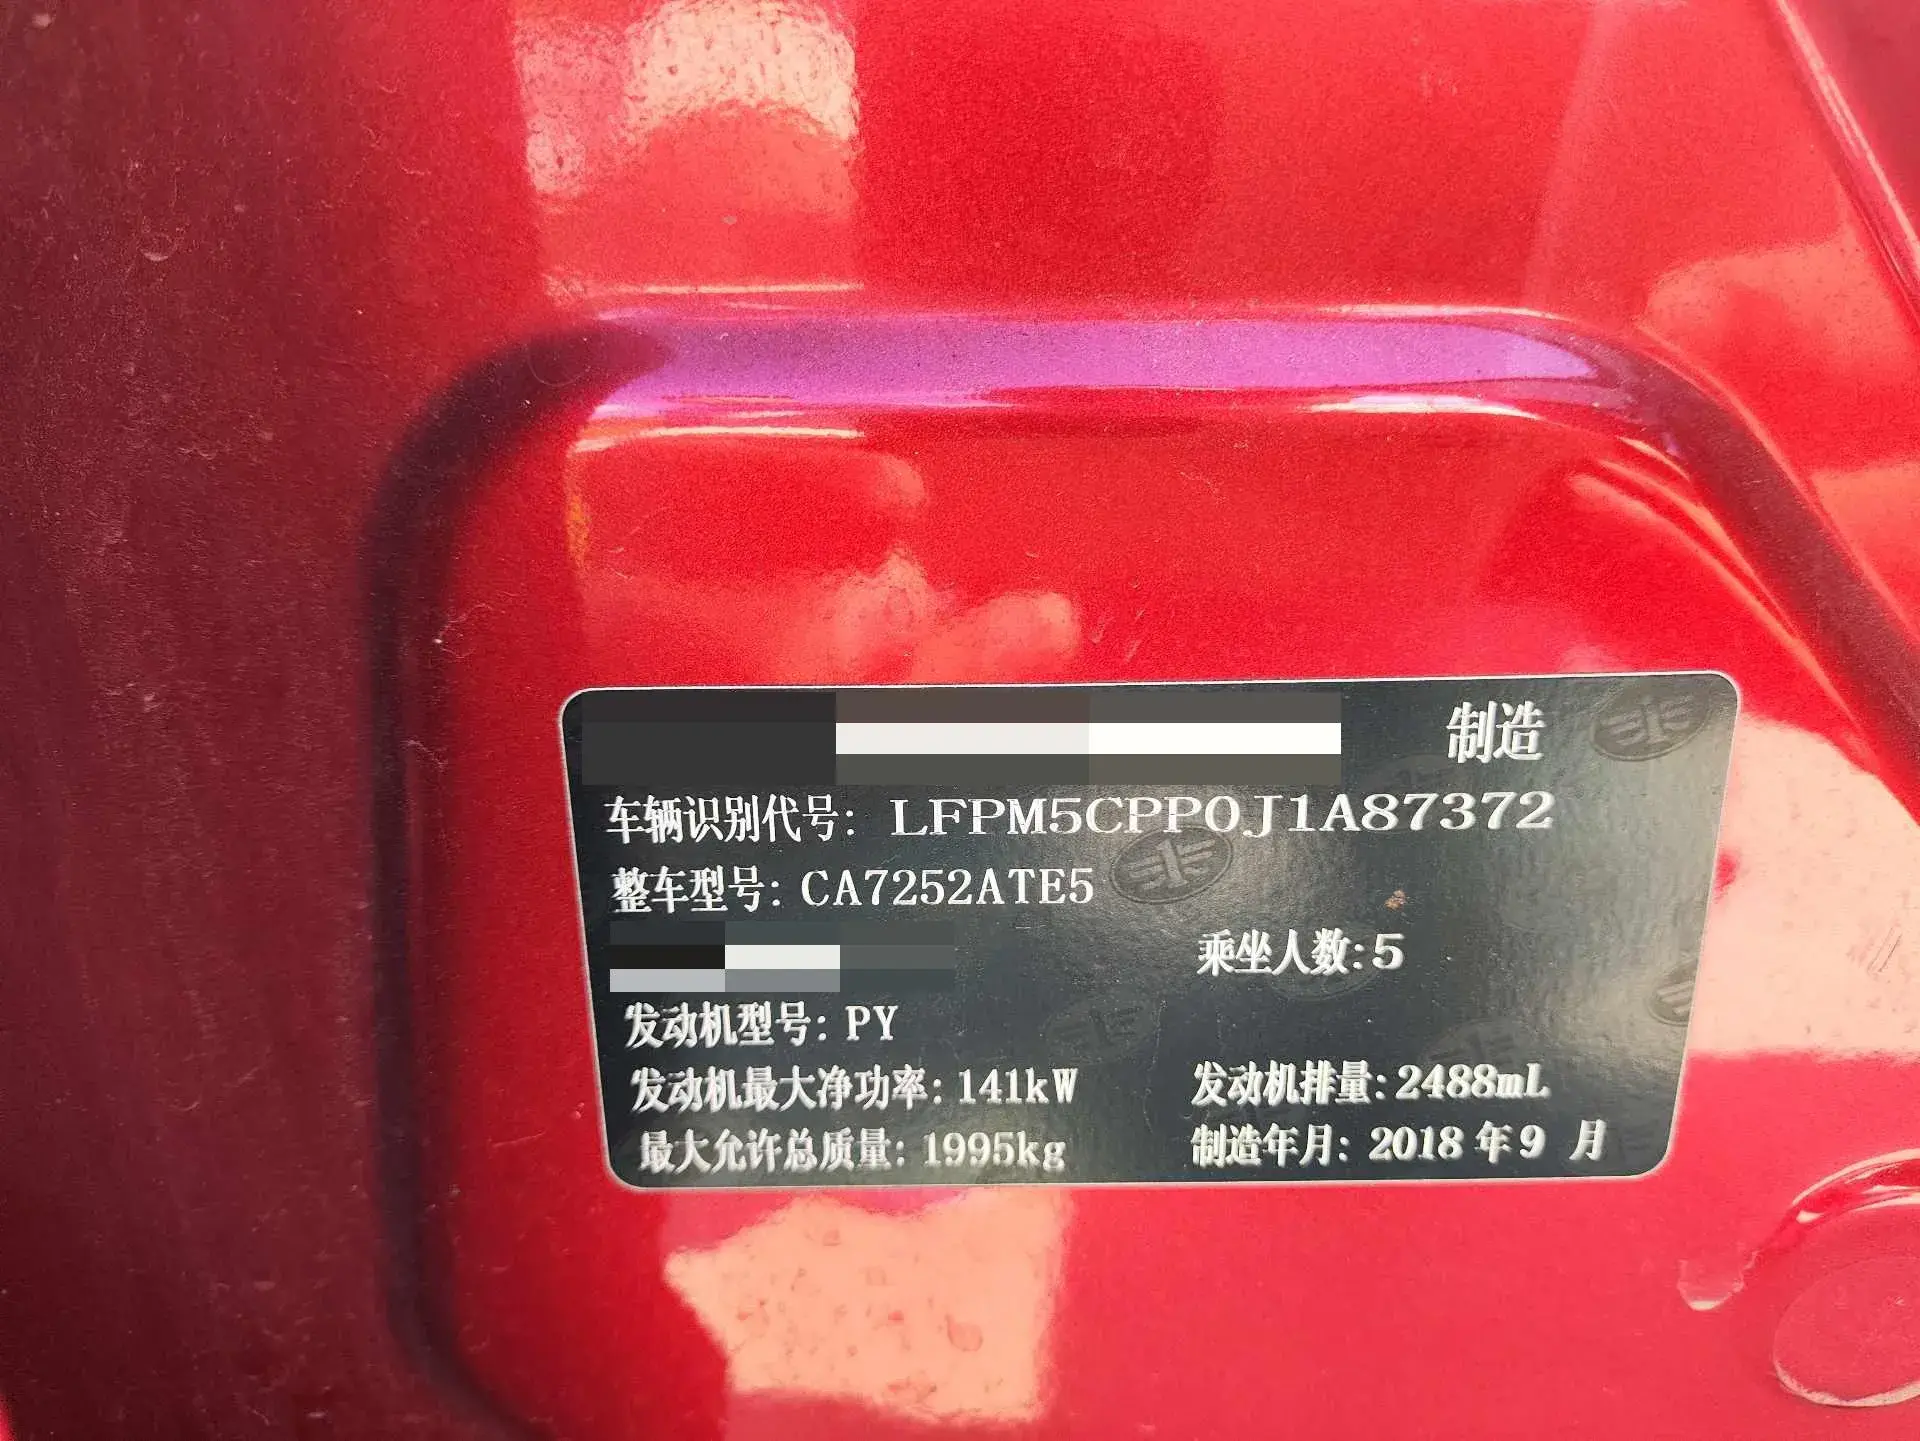 制造
车辆识别代号: LFPM5CPP0J1A87372
整车型号: CA7252ATE5
乘坐人数:5
发动机型号: PY
发动机最大净功率: 141kW 发动机排量: 2488mL
最大允许总质量: 1995kg 制造年月: 2018 年 9 月